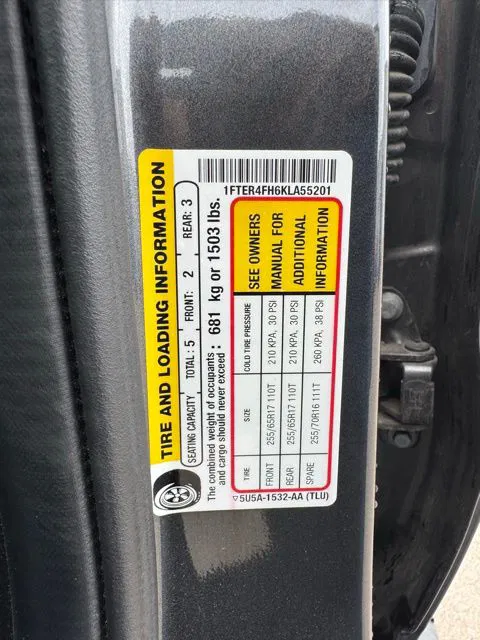 1FTER4FH6KLA55201
TIRE AND LOADING INFORMATION
SEATING CAPACITY TOTAL : 5 FRONT: 2 REAR: 3
The combined weight of occupants
and cargo should never exceed : 681 kg or 1503 lbs.
TIRE SIZE COLD TIRE PRESSURE
FRONT 255/65R17 110T 210 KPA, 30 PSI
REAR 255/65R17 110T 210 KPA, 30 PSI
SPARE 255/70R16 111T 260 KPA, 38 PSI
SEE OWNERS
MANUAL FOR
ADDITIONAL
INFORMATION
▽5U5A-1532-AA (TLU)